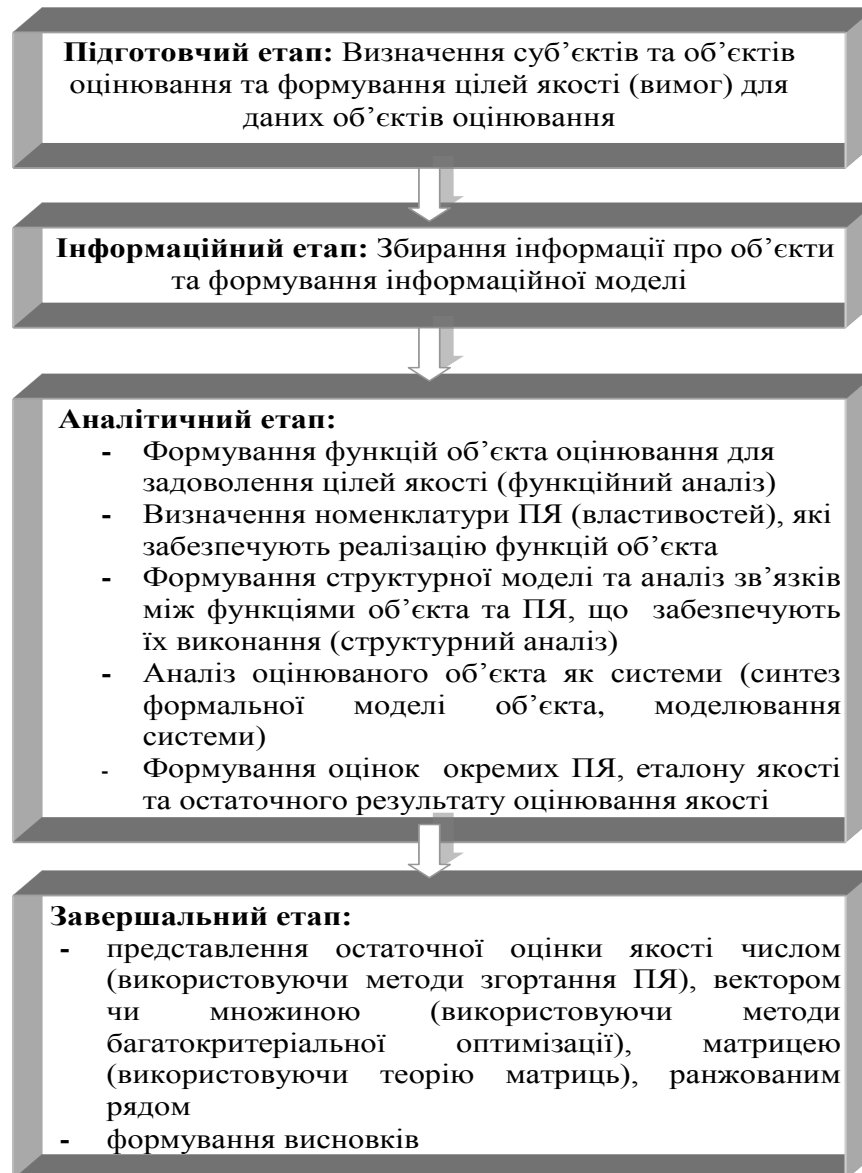 Підготовчий етап: Визначення суб’єктів та об’єктів
оцінювання та формування цілей якості (вимог) для
даних об’єктів оцінювання
Інформаційний етап: Збирання інформації про об’єкти
та формування інформаційної моделі
Аналітичний етап:
- Формування функцій об’єкта оцінювання для
задоволення цілей якості (функційний аналіз)
- Визначення номенклатури ПЯ (властивостей), які
забезпечують реалізацію функцій об’єкта
- Формування структурної моделі та аналіз зв’язків
між функціями об’єкта та ПЯ, що забезпечують
їх виконання (структурний аналіз)
- Аналіз оцінюваного об’єкта як системи (синтез
формальної моделі об’єкта, моделювання
системи)
- Формування оцінок окремих ПЯ, еталону якості
та остаточного результату оцінювання якості
Завершальний етап:
- представлення остаточної оцінки якості числом
(використовуючи методи згортання ПЯ), вектором
чи множиною (використовуючи методи
багатокритеріальної оптимізації), матрицею
(використовуючи теорію матриць), ранжованим
рядом
- формування висновків